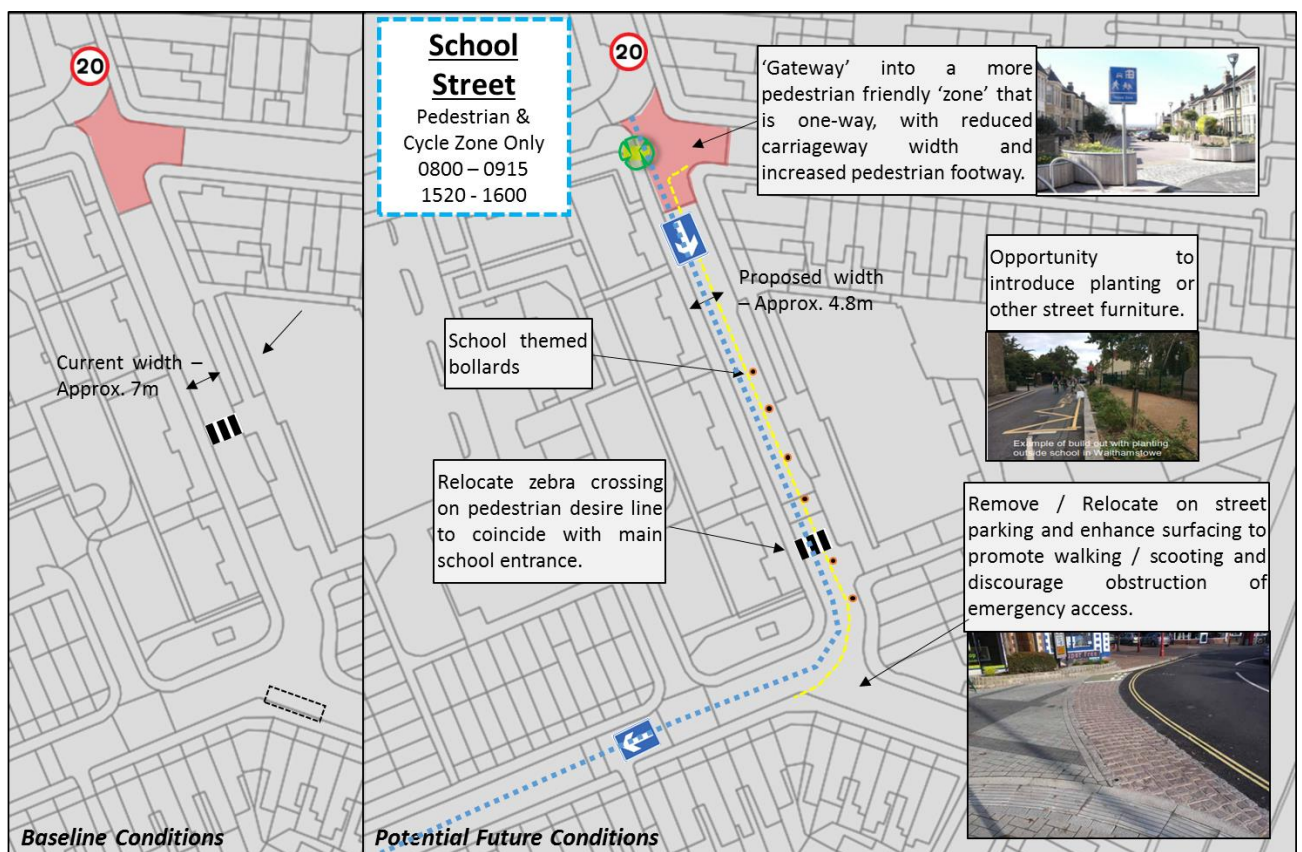 20
Current width –
Approx. 7m
Baseline Conditions
School
Street
Pedestrian &
Cycle Zone Only
0800 – 0915
1520 - 1600
20
‘Gateway’ into a more
pedestrian friendly ‘zone’ that
is one-way, with reduced
carriageway width and
increased pedestrian footway.
Proposed width
– Approx. 4.8m
Opportunity to
introduce planting or
other street furniture.
Example of build out with planting
outside school in Walthamstowe
School themed
bollards
Relocate zebra crossing
on pedestrian desire line
to coincide with main
school entrance.
Remove / Relocate on street
parking and enhance surfacing to
promote walking / scooting and
discourage obstruction of
emergency access.
Potential Future Conditions